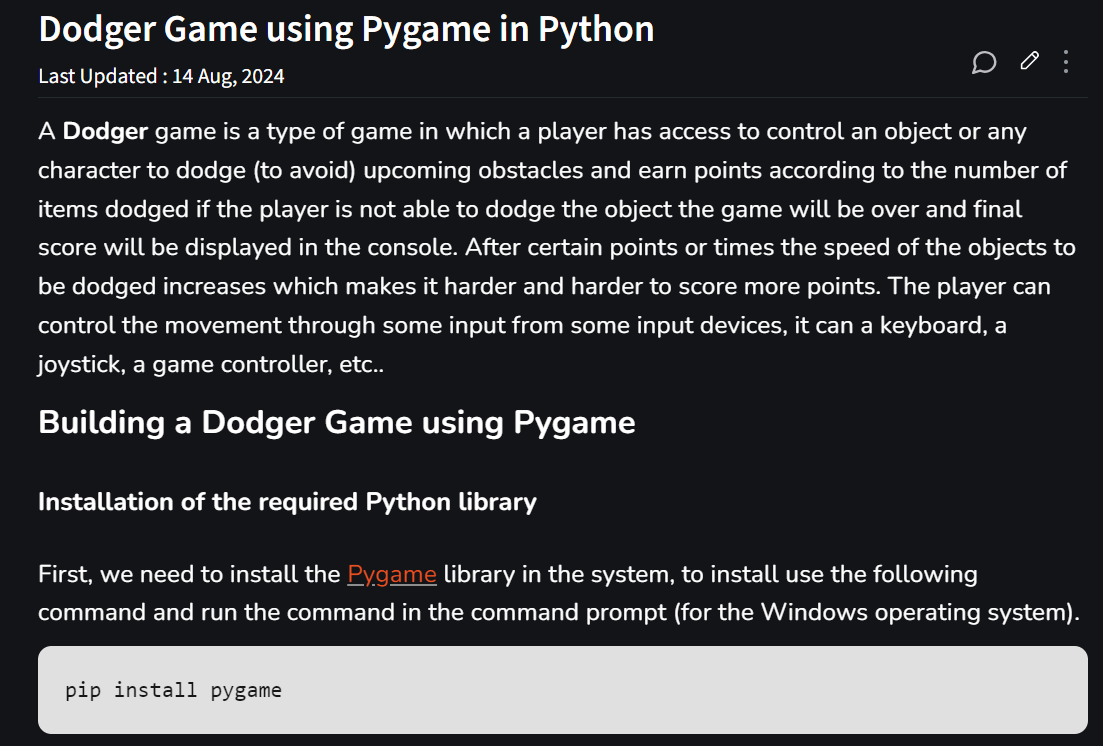 Dodger Game using Pygame in Python
Last Updated : 14 Aug, 2024
A Dodger game is a type of game in which a player has access to control an object or any
character to dodge (to avoid) upcoming obstacles and earn points according to the number of
items dodged if the player is not able to dodge the object the game will be over and final
score will be displayed in the console. After certain points or times the speed of the objects to
be dodged increases which makes it harder and harder to score more points. The player can
control the movement through some input from some input devices, it can a keyboard, a
joystick, a game controller, etc..
Building a Dodger Game using Pygame
Installation of the required Python library
First, we need to install the Pygame library in the system, to install use the following
command and run the command in the command prompt (for the Windows operating system).
pip install pygame